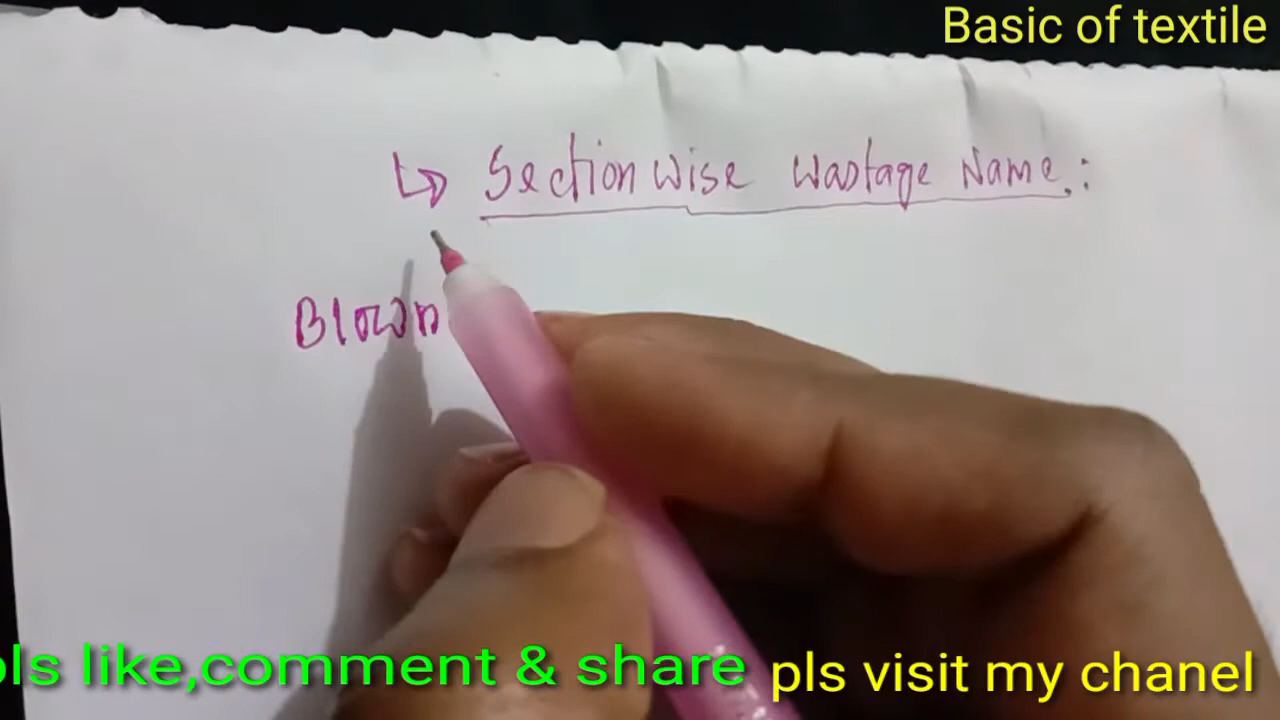 Basic of textile
Section wise Wastage Name.:
Blown
pls like,comment & share
pls visit my chanel